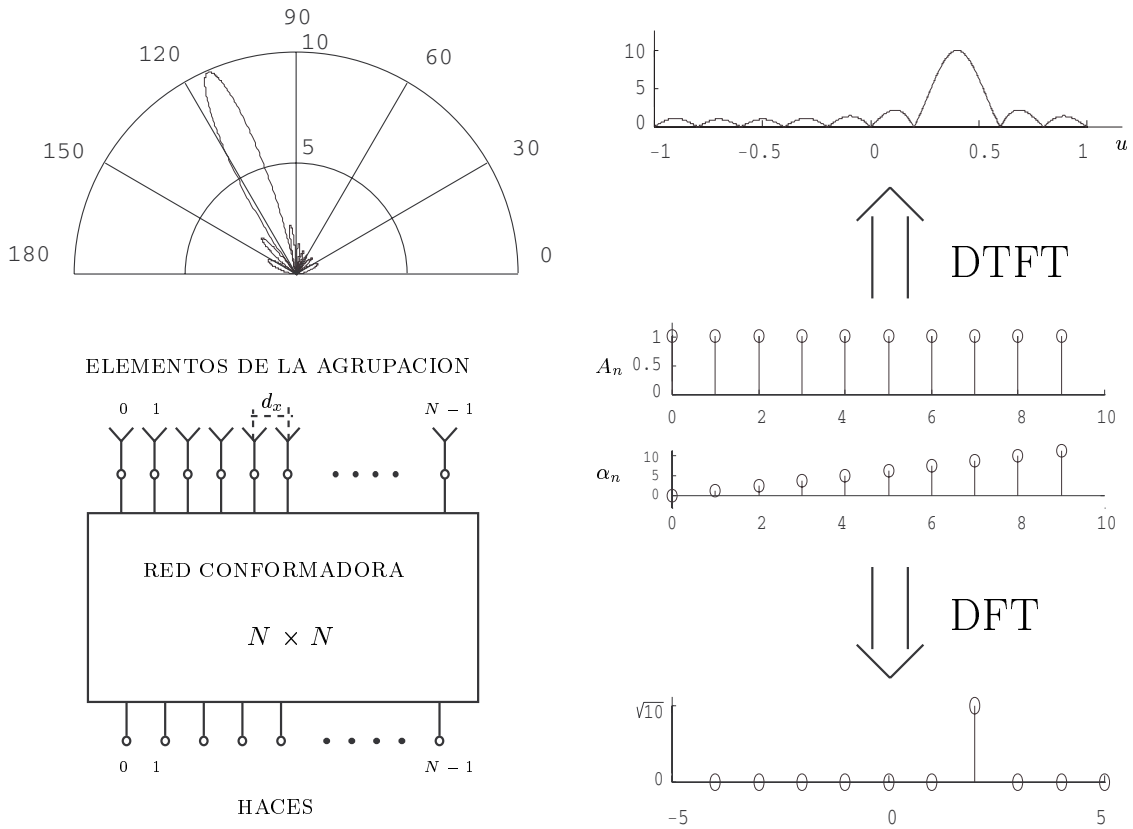 90
10
120
60
5
150
30
180
0
ELEMENTOS DE LA AGRUPACION
0 1 d_x N − 1
RED CONFORMADORA
N × N
0 1 N − 1
HACES
10
5
0
-1 -0.5 0 0.5 1 u
DTFT
A_n
1
0.5
0
0 2 4 6 8 10
α_n
10
5
0
0 2 4 6 8 10
DFT
√10
0
-5 0 5